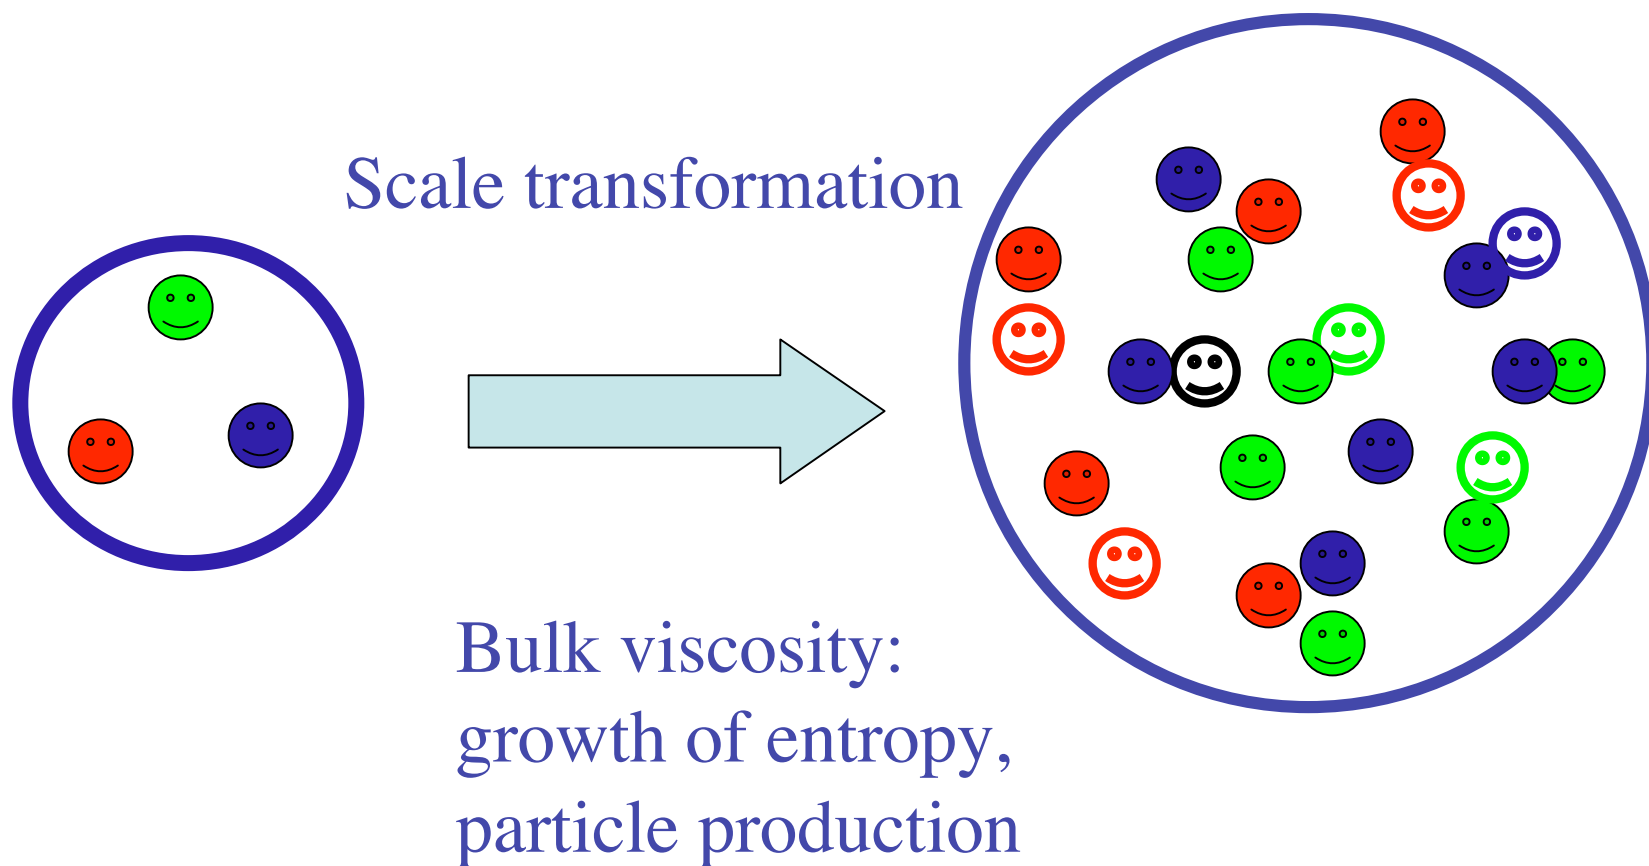 Scale transformation
Bulk viscosity:
growth of entropy,
particle production